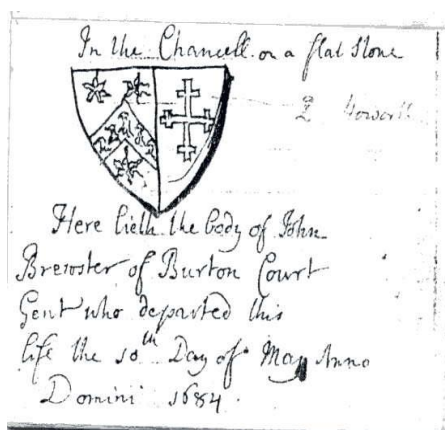 In the Chancell on a flat stone
Howorth
Here lieth the body of John
Brewster of Burton Court
Gent who departed this
life the 10th Day of May Anno
Domini 1684.